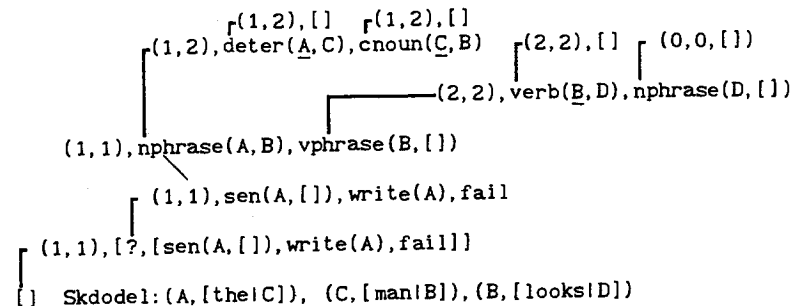 (1,2),[] (1,2),[]
(1,2),deter(A,C),cnoun(C,B) (2,2),[] (0,0,[])
(2,2),verb(B,D),nphrase(D,[])
(1,1),nphrase(A,B),vphrase(B,[])
(1,1),sen(A,[]),write(A),fail
(1,1),[?,[sen(A,[]),write(A),fail]]
[] Skdodel:(A,[the|C]), (C,[man|B]),(B,[looks|D])